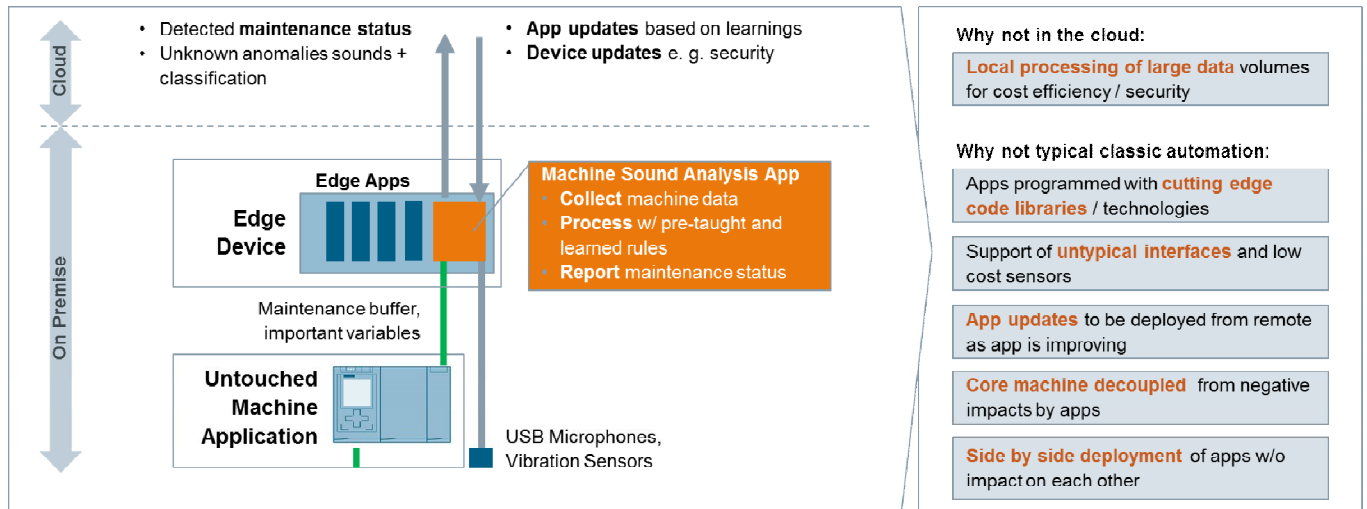 Cloud
On Premise
• Detected maintenance status
• Unknown anomalies sounds +
classification
• App updates based on learnings
• Device updates e. g. security
Edge Apps
Edge
Device
Machine Sound Analysis App
• Collect machine data
• Process w/ pre-taught and
learned rules
• Report maintenance status
Maintenance buffer,
important variables
Untouched
Machine
Application
USB Microphones,
Vibration Sensors
Why not in the cloud:
Local processing of large data volumes
for cost efficiency / security
Why not typical classic automation:
Apps programmed with cutting edge
code libraries / technologies
Support of untypical interfaces and low
cost sensors
App updates to be deployed from remote
as app is improving
Core machine decoupled from negative
impacts by apps
Side by side deployment of apps w/o
impact on each other